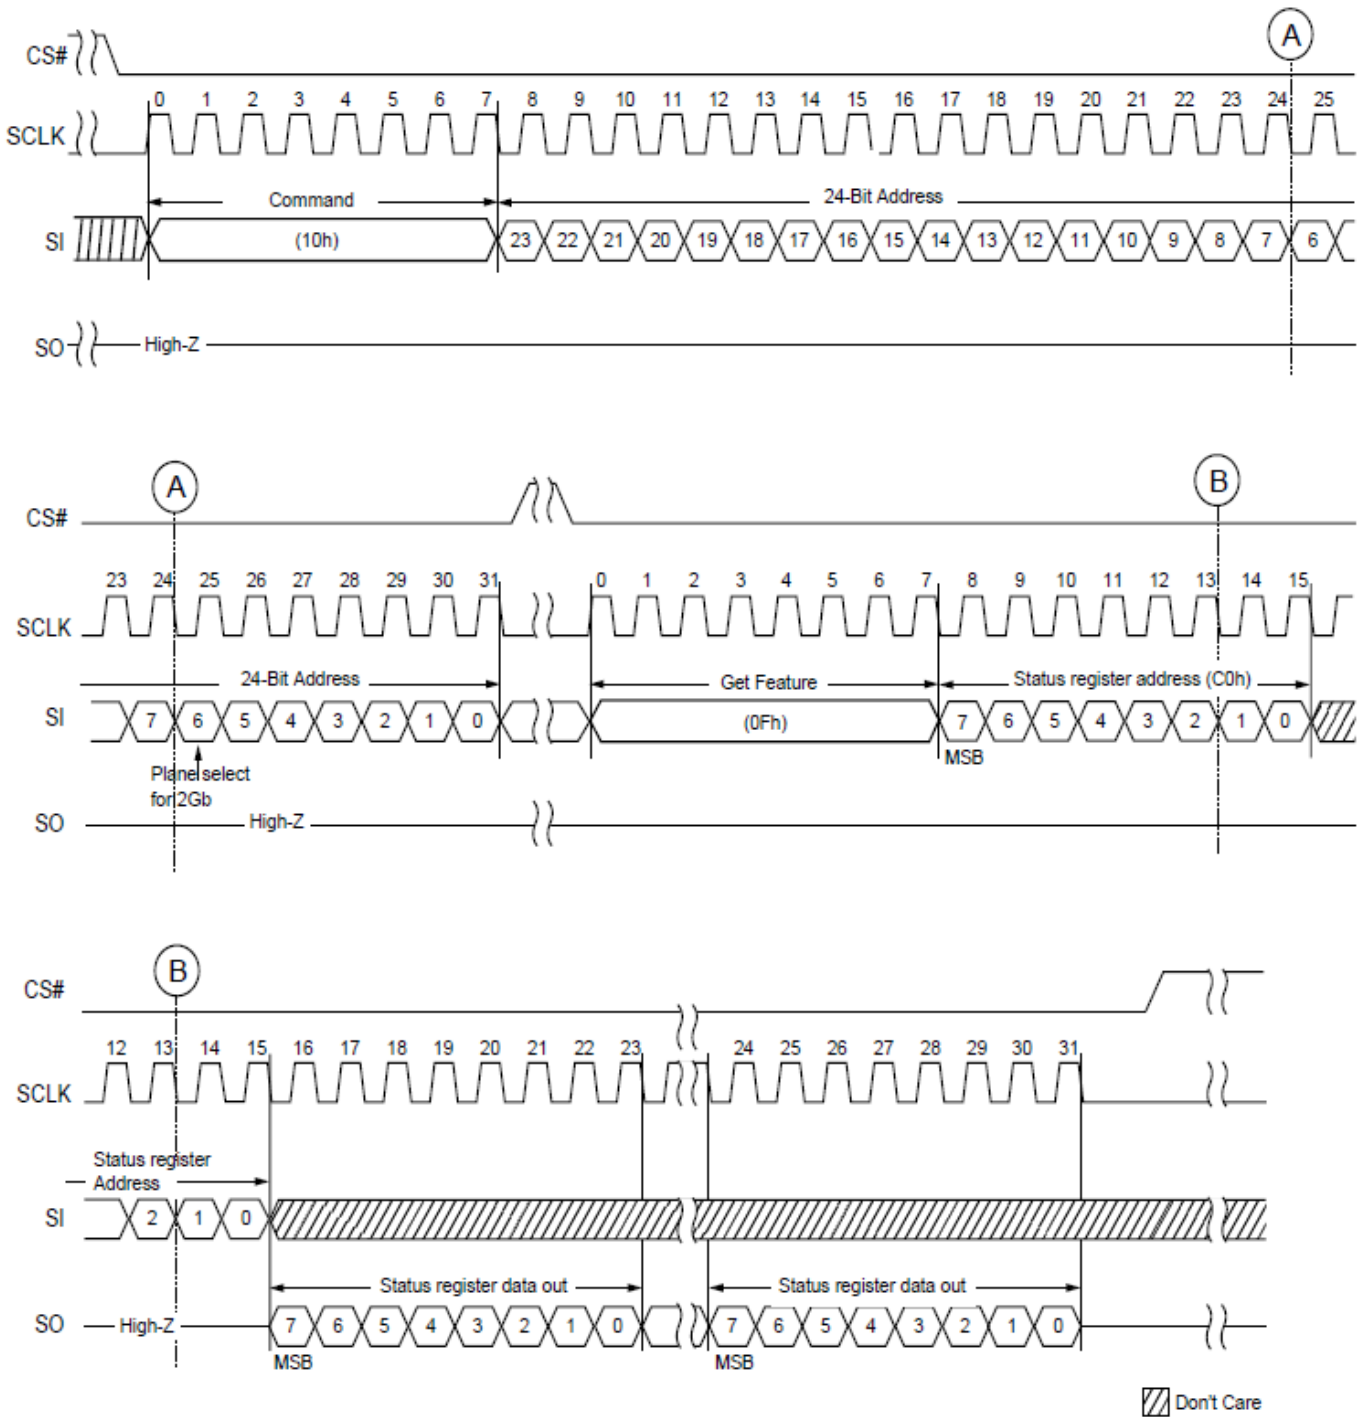 A
CS#
0 1 2 3 4 5 6 7 8 9 10 11 12 13 14 15 16 17 18 19 20 21 22 23 24 25
SCLK
Command 24-Bit Address
SI (10h) 23 22 21 20 19 18 17 16 15 14 13 12 11 10 9 8 7 6
SO High-Z
A B
CS#
23 24 25 26 27 28 29 30 31 0 1 2 3 4 5 6 7 8 9 10 11 12 13 14 15
SCLK
24-Bit Address Get Feature Status register address (C0h)
SI 7 6 5 4 3 2 1 0 (0Fh) 7 6 5 4 3 2 1 0
MSB
Plane select
for 2Gb
SO High-Z
B
CS#
12 13 14 15 16 17 18 19 20 21 22 23 24 25 26 27 28 29 30 31
SCLK
Status register
Address
SI 2 1 0
Status register data out Status register data out
SO High-Z 7 6 5 4 3 2 1 0 7 6 5 4 3 2 1 0
MSB MSB
Don't Care